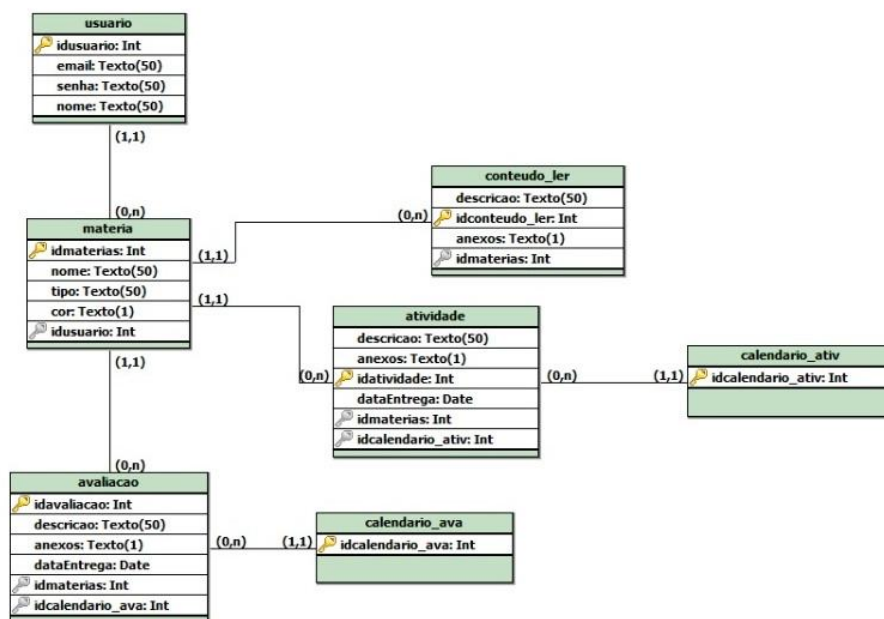 usuario
idusuario: Int
email: Texto(50)
senha: Texto(50)
nome: Texto(50)
(1,1)
(0,n)
materia
idmaterias: Int
nome: Texto(50)
tipo: Texto(50)
cor: Texto(1)
idusuario: Int
(1,1)
(0,n)
conteudo_ler
descricao: Texto(50)
idconteudo_ler: Int
anexos: Texto(1)
idmaterias: Int
(1,1)
(0,n)
atividade
descricao: Texto(50)
anexos: Texto(1)
idatividade: Int
dataEntrega: Date
idmaterias: Int
idcalendario_ativ: Int
(0,n)
(1,1)
calendario_ativ
idcalendario_ativ: Int
(1,1)
(0,n)
avaliacao
idavaliacao: Int
descricao: Texto(50)
anexos: Texto(1)
dataEntrega: Date
idmaterias: Int
idcalendario_ava: Int
(0,n)
(1,1)
calendario_ava
idcalendario_ava: Int